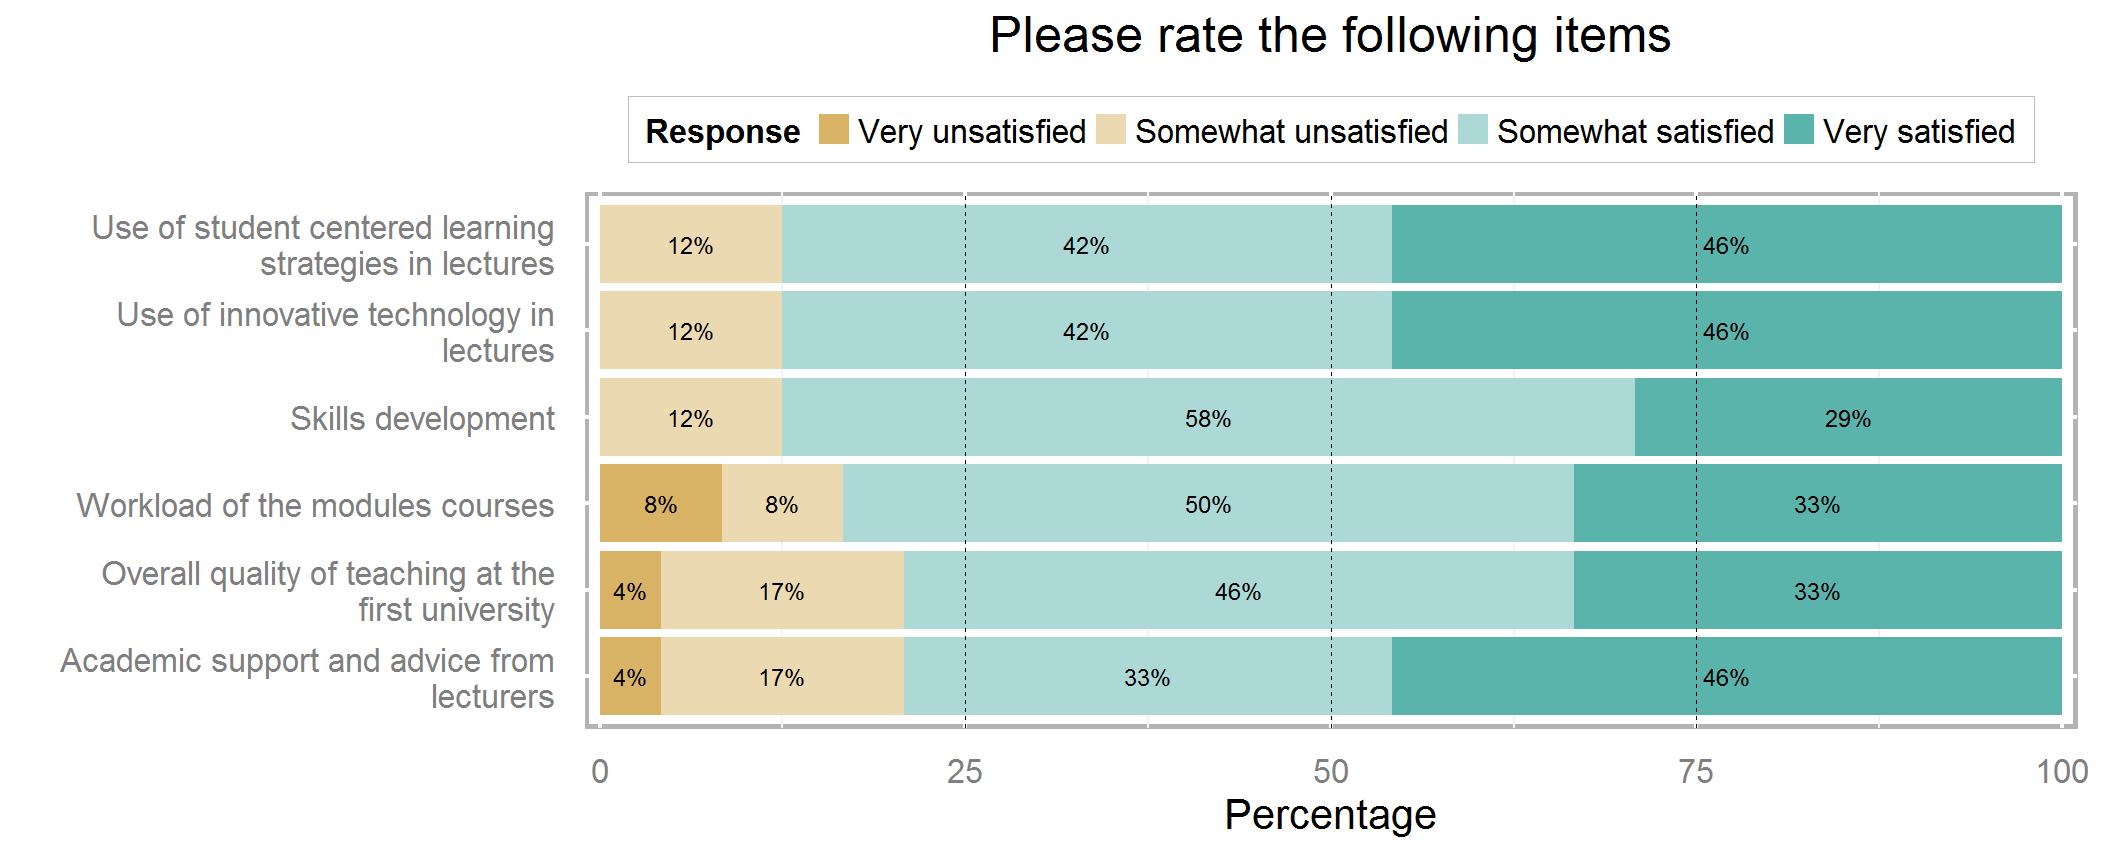 Please rate the following items
Response Very unsatisfied Somewhat unsatisfied Somewhat satisfied Very satisfied
Use of student centered learning
strategies in lectures
12% 42% 46%
Use of innovative technology in
lectures
12% 42% 46%
Skills development
12% 58% 29%
Workload of the modules courses
8% 8% 50% 33%
Overall quality of teaching at the
first university
4% 17% 46% 33%
Academic support and advice from
lecturers
4% 17% 33% 46%
0 25 50 75 100
Percentage